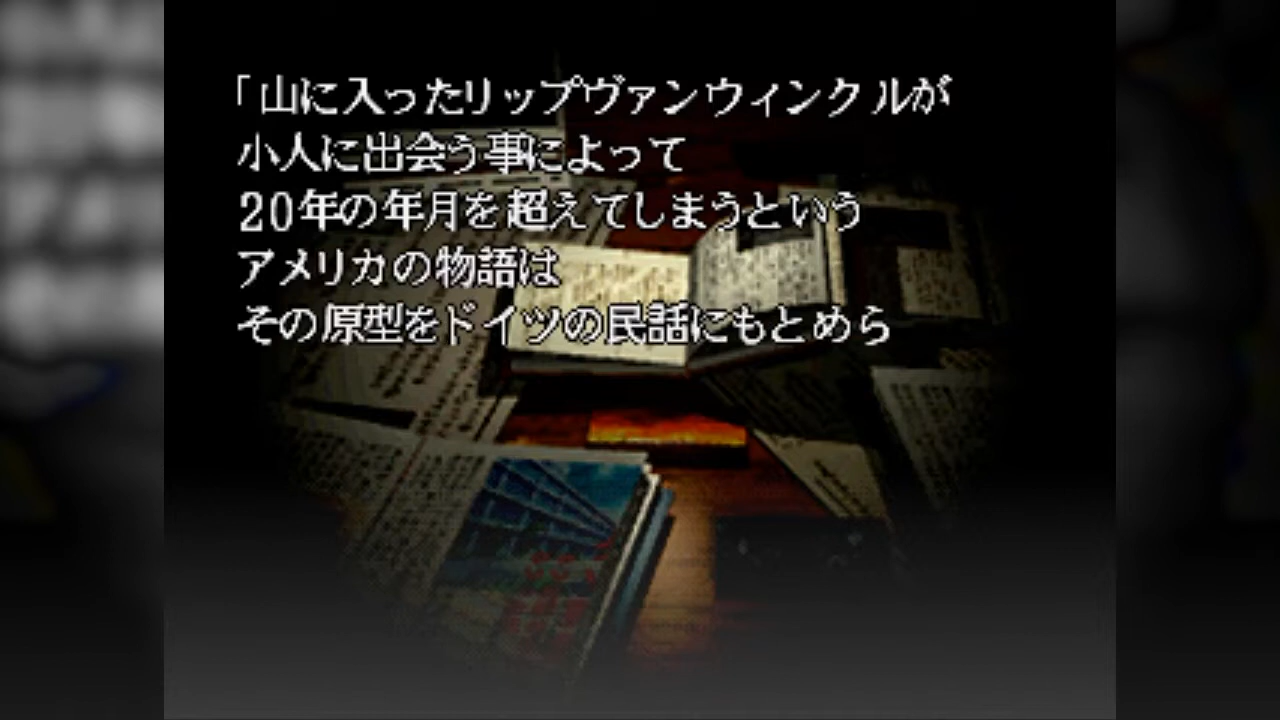 「山に入ったリップヴァンウィンクルが
小人に出会う事によって
20年の年月を超えてしまうという
アメリカの物語は
その原型をドイツの民話にもとめら